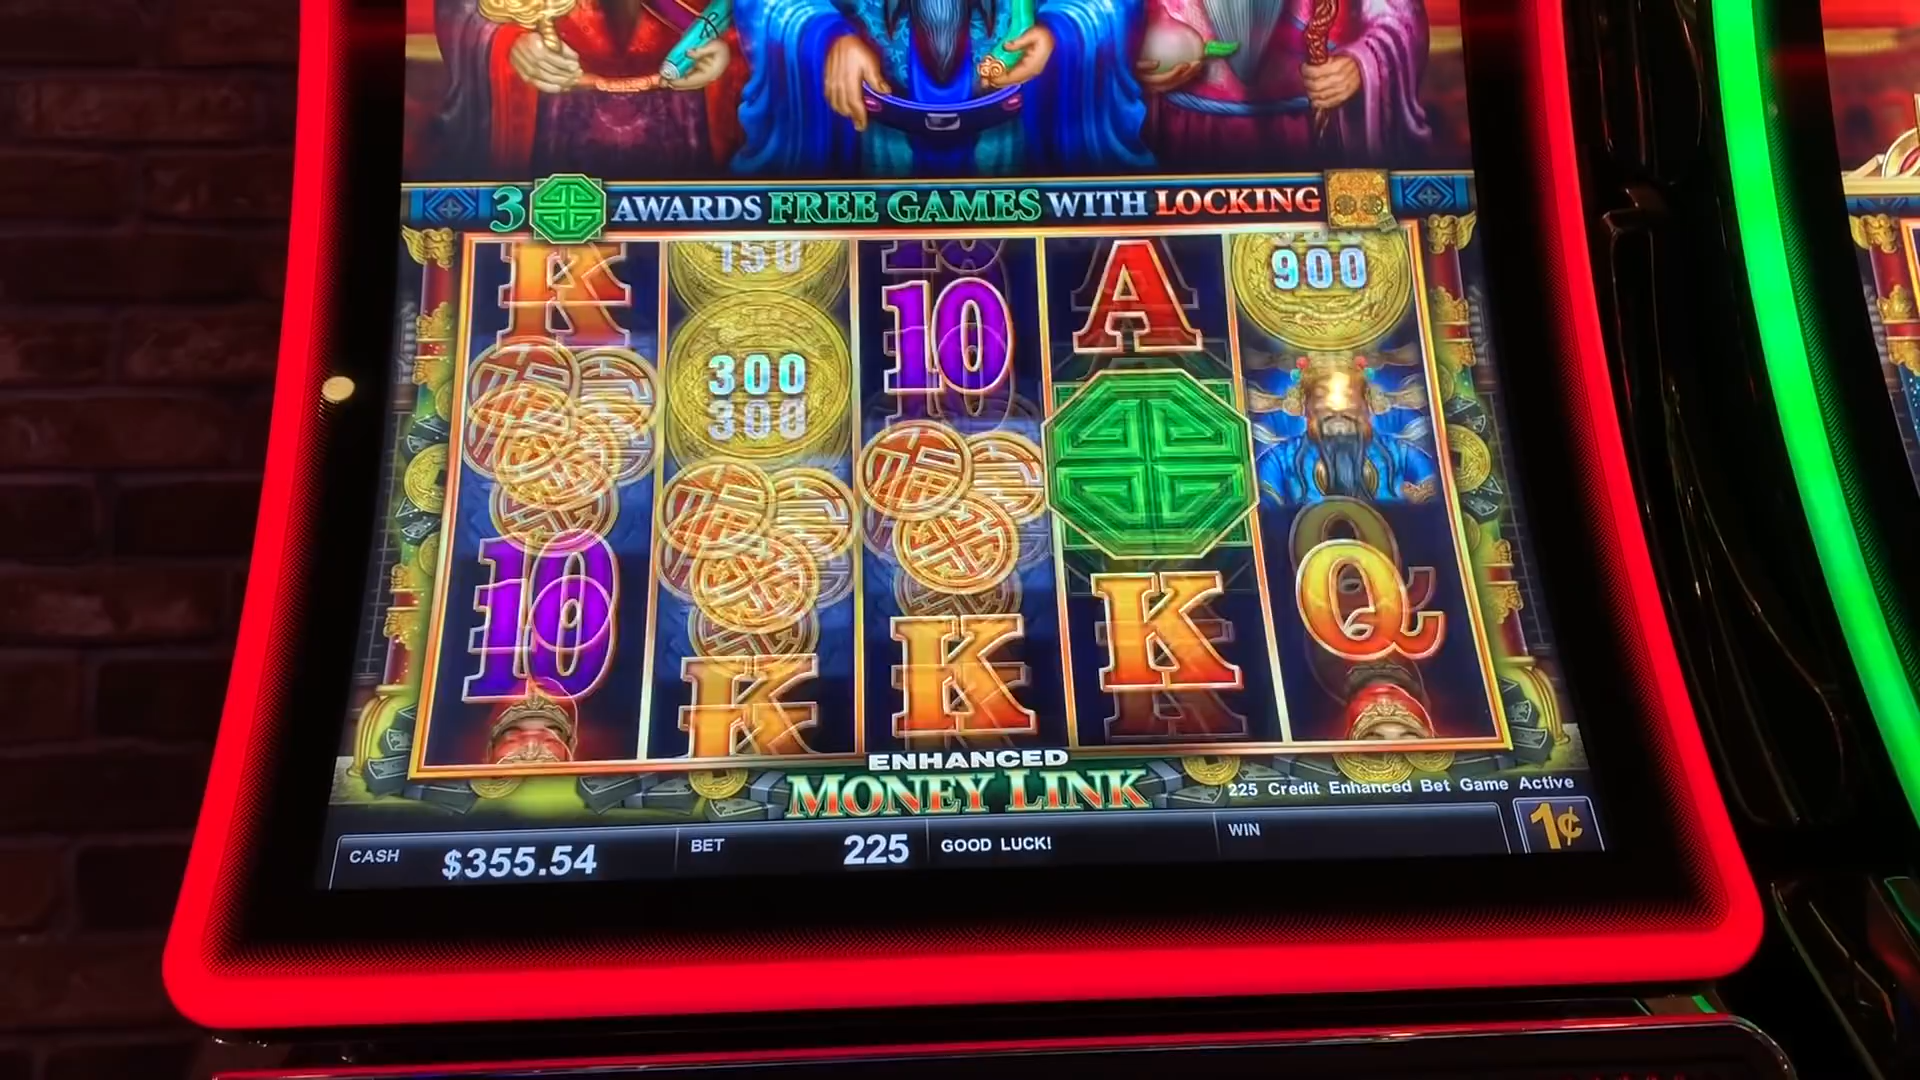 3 AWARDS FREE GAMES WITH LOCKING
K 150 10 A 900
300
300
10 K K K Q
ENHANCED
MONEY LINK
225 Credit Enhanced Bet Game Active
CASH $355.54 BET 225 GOOD LUCK! WIN 1¢